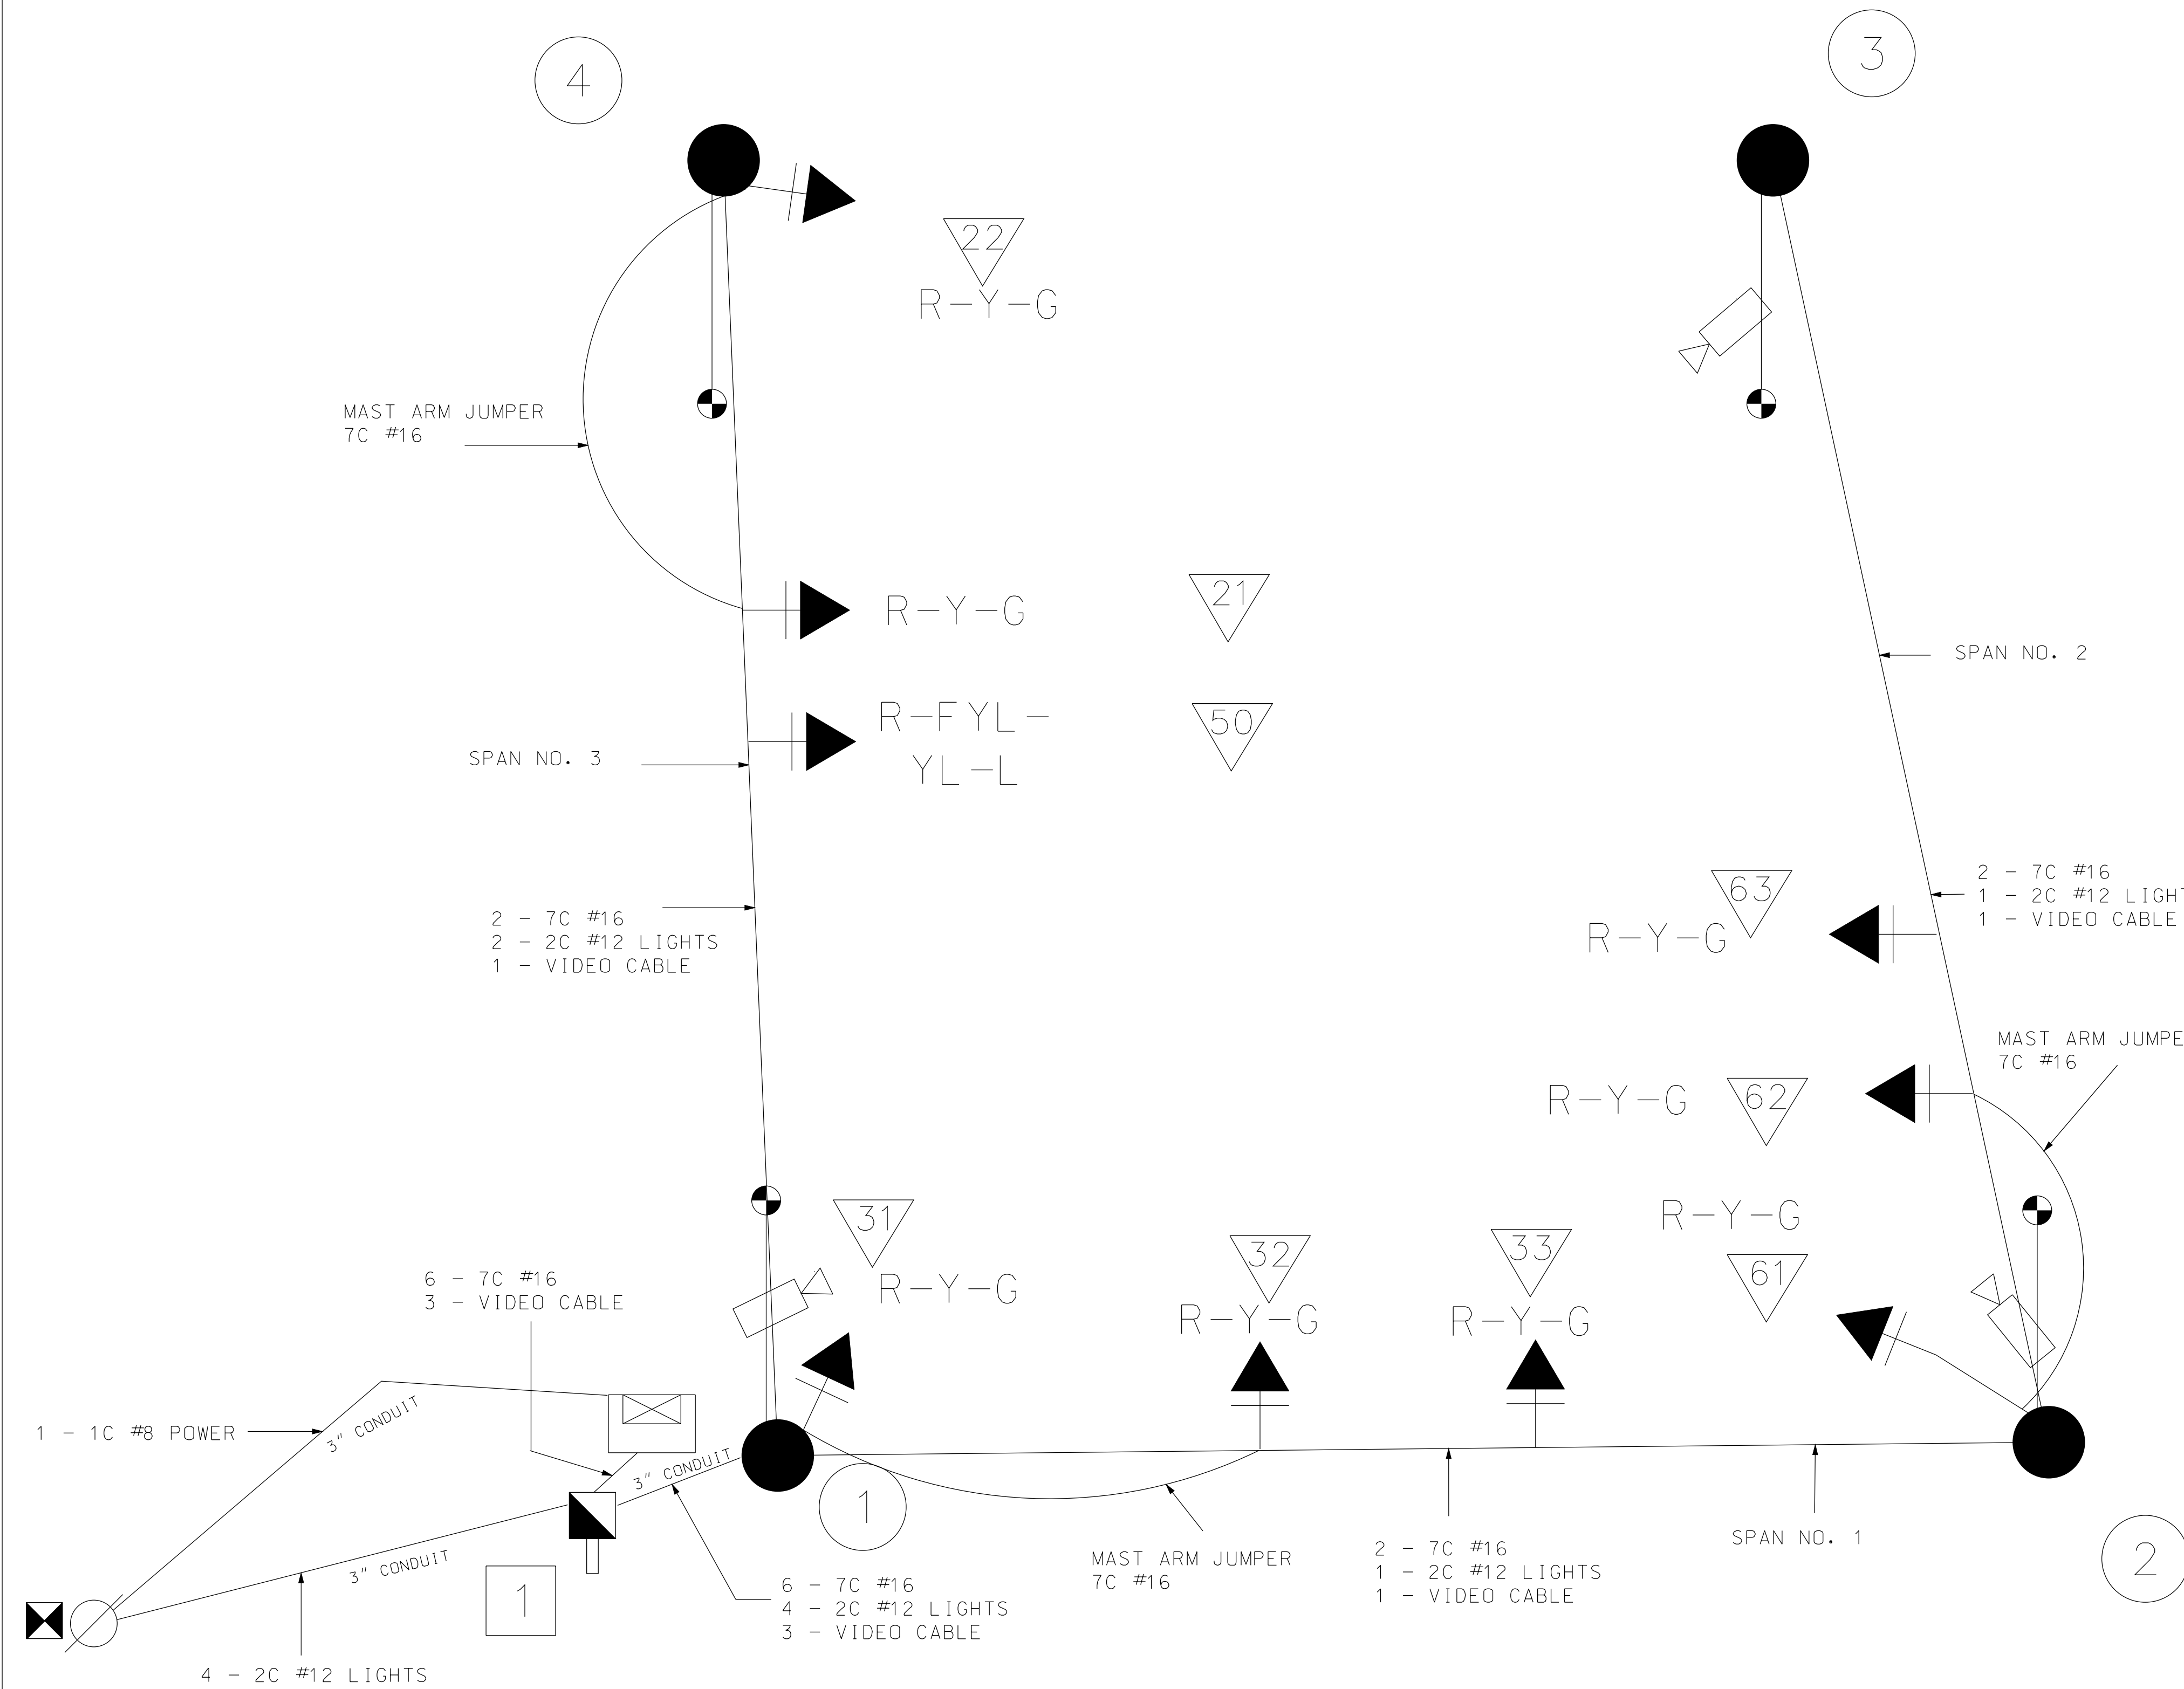 4
3
22
R-Y-G
MAST ARM JUMPER
7C #16
R-Y-G
21
R-FYL-
YL-L
50
SPAN NO. 2
SPAN NO. 3
63
R-Y-G
2 - 7C #16
1 - 2C #12 LIGHT
1 - VIDEO CABLE
2 - 7C #16
2 - 2C #12 LIGHTS
1 - VIDEO CABLE
MAST ARM JUMPE
7C #16
R-Y-G
62
31
R-Y-G
32
R-Y-G
33
R-Y-G
R-Y-G
61
6 - 7C #16
3 - VIDEO CABLE
1 - 1C #8 POWER
3" CONDUIT
3" CONDUIT
3" CONDUIT
1
1
MAST ARM JUMPER
7C #16
2 - 7C #16
1 - 2C #12 LIGHTS
1 - VIDEO CABLE
SPAN NO. 1
2
6 - 7C #16
4 - 2C #12 LIGHTS
3 - VIDEO CABLE
4 - 2C #12 LIGHTS